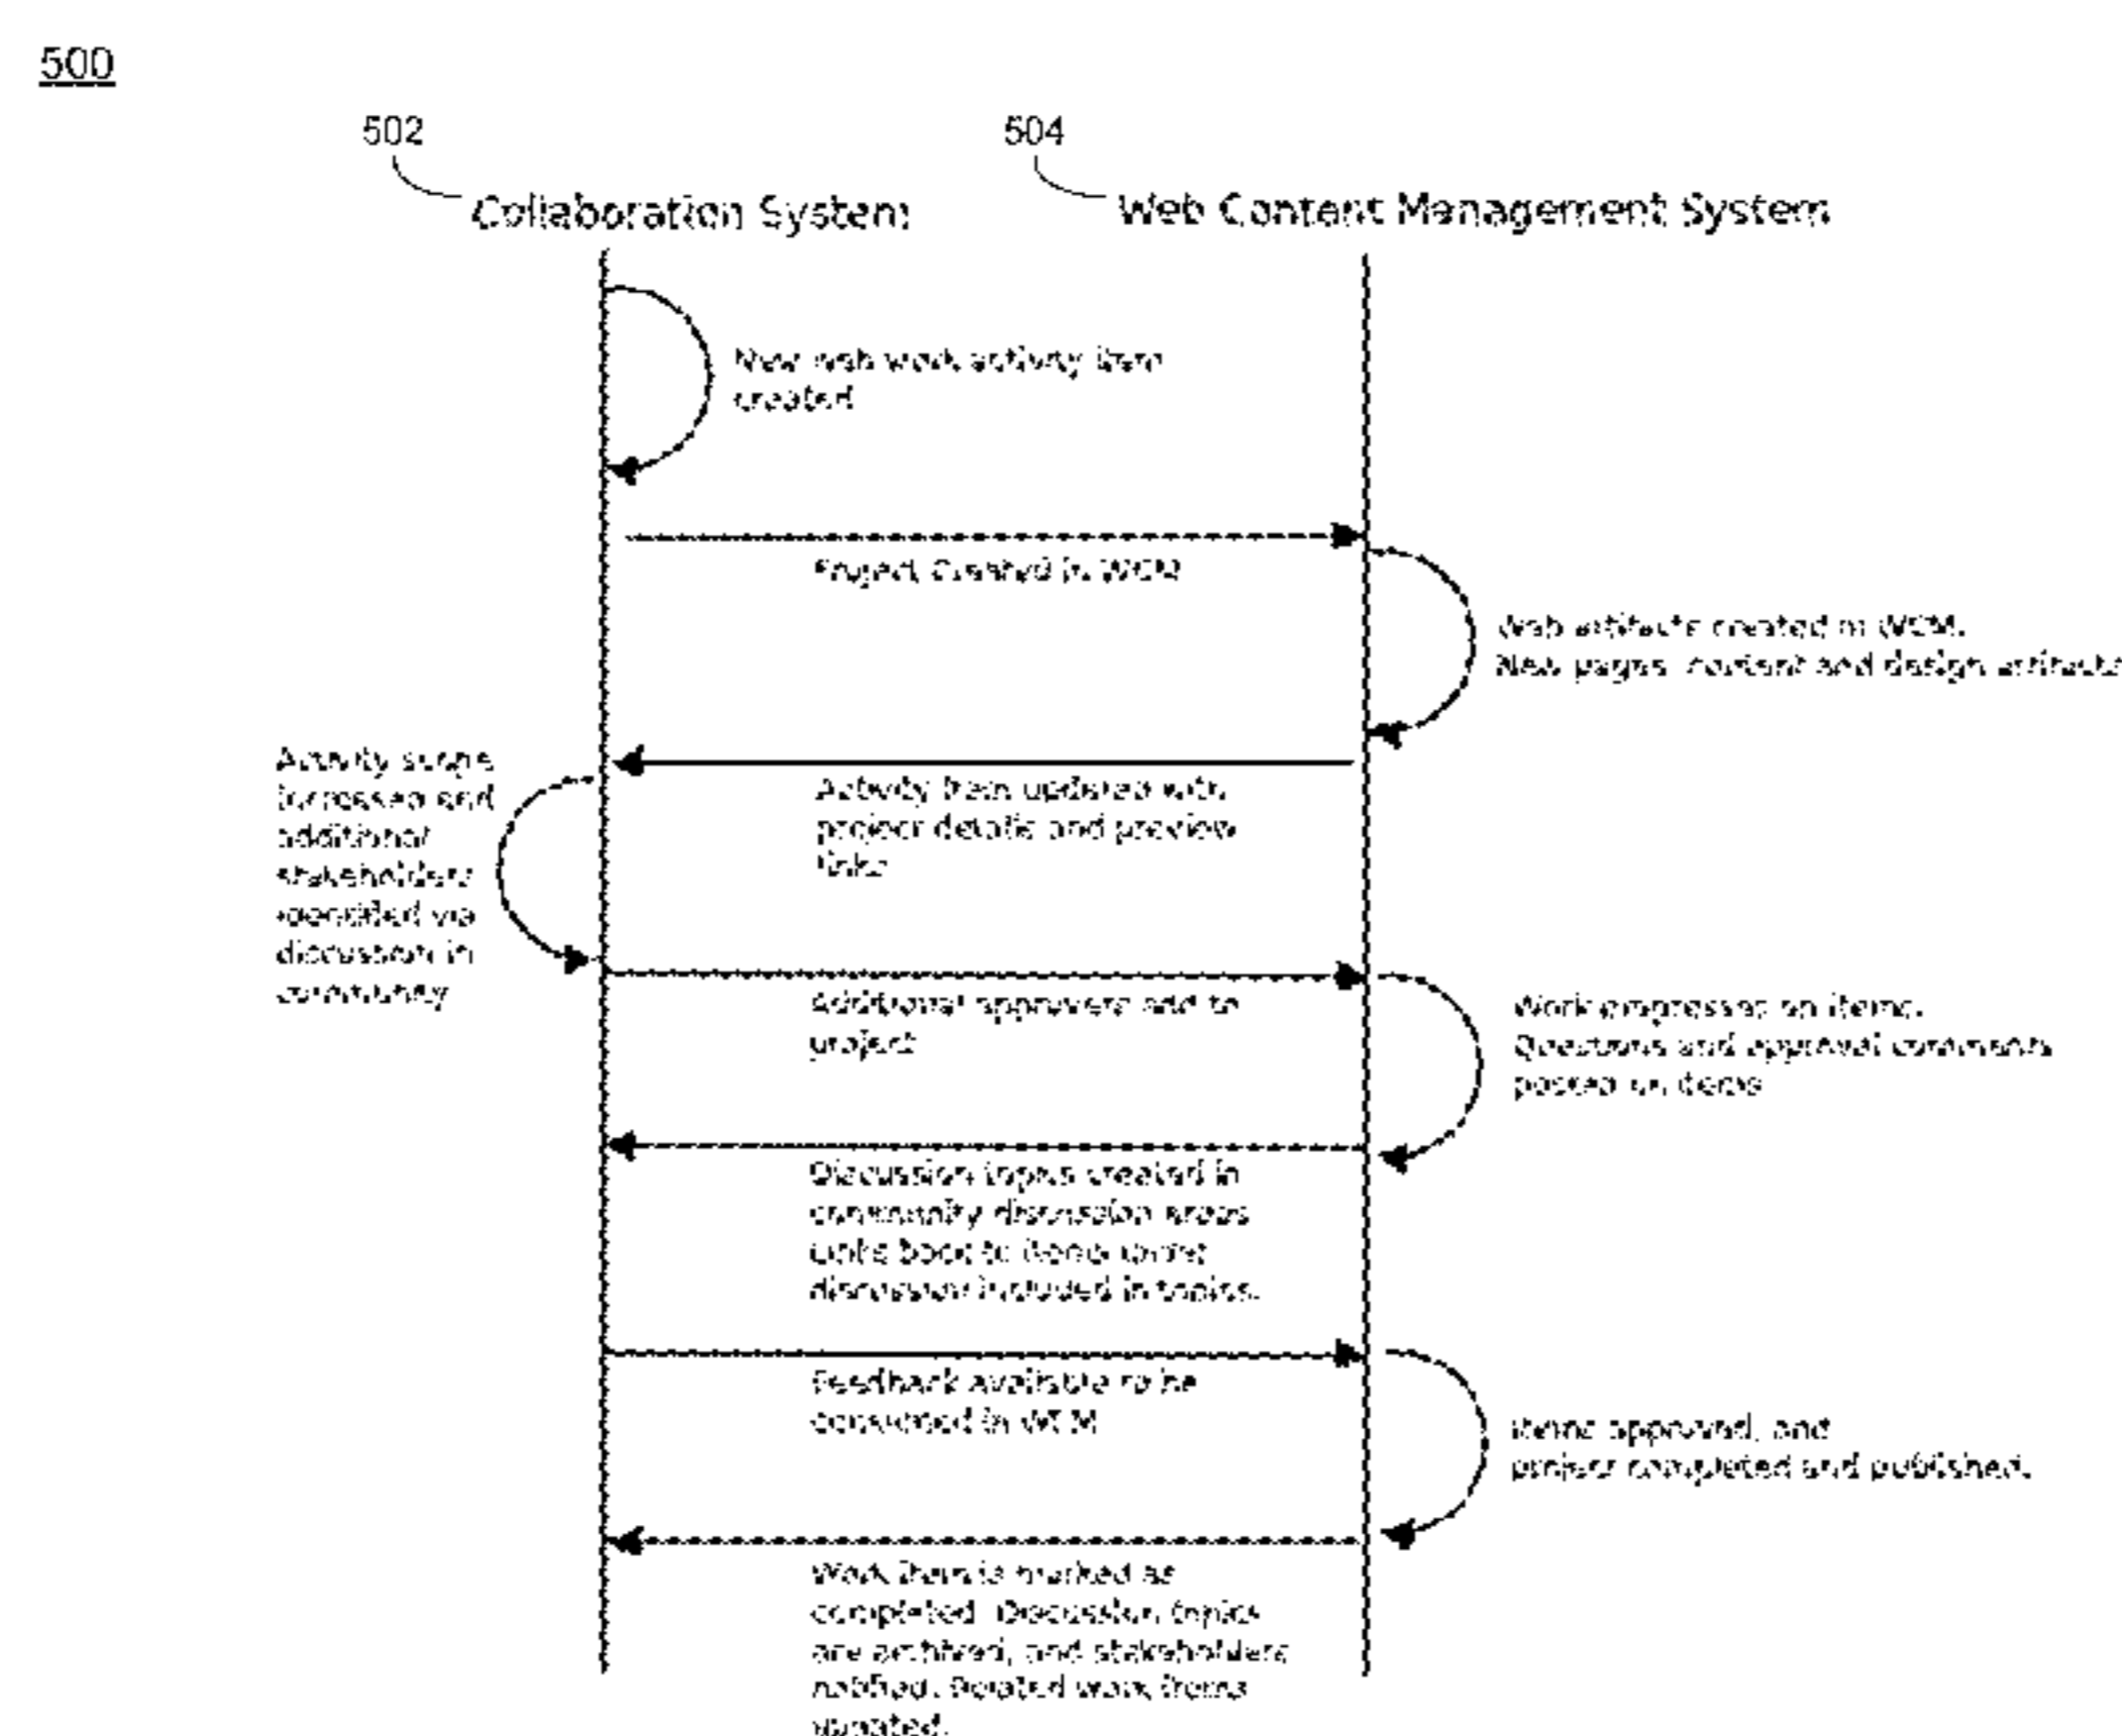 500
502
504
Collaboration System
Web Content Management System
New web work activity item
created
Project Created in WCM
Web artifacts created in WCM.
New pages, content and design artifacts
Activity scope
increased and
additional
stakeholders
identified via
discussion in
community
Activity item updated with
project details and preview
links
Additional approvers add to
project
Work progresses on items.
Questions and approval comments
posted on items
Discussion topics created in
community discussion areas
Links back to items under
discussion included in topics.
Feedback available to be
consumed in WCM
Items approved, and
project completed and published.
Work item is marked as
completed. Discussion topics
are archived, and stakeholders
notified. Related work items
updated.